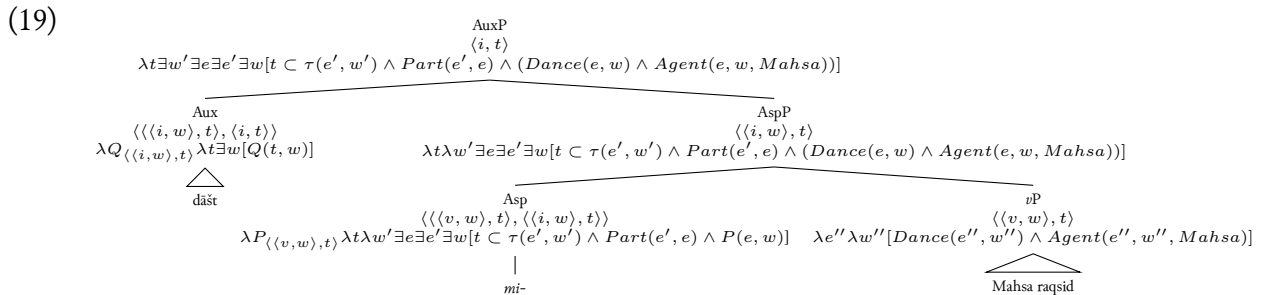 (19)
AuxP
⟨i, t⟩
λt∃w′∃e∃e′∃w[t ⊂ τ(e′, w′) ∧ Part(e′, e) ∧ (Dance(e, w) ∧ Agent(e, w, Mahsa))]
Aux AspP
⟨⟨⟨i, w⟩, t⟩, ⟨i, t⟩⟩ ⟨⟨i, w⟩, t⟩
λQ⟨⟨i,w⟩,t⟩λt∃w[Q(t, w)] λtλw′∃e∃e′∃w[t ⊂ τ(e′, w′) ∧ Part(e′, e) ∧ (Dance(e, w) ∧ Agent(e, w, Mahsa))]
dāšt Asp vP
⟨⟨⟨v, w⟩, t⟩, ⟨⟨i, w⟩, t⟩⟩ ⟨⟨v, w⟩, t⟩
λP⟨⟨v,w⟩,t⟩λtλw′∃e∃e′∃w[t ⊂ τ(e′, w′) ∧ Part(e′, e) ∧ P(e, w)] λe′′λw′′[Dance(e′′, w′′) ∧ Agent(e′′, w′′, Mahsa)]
mi- Mahsa raqsid